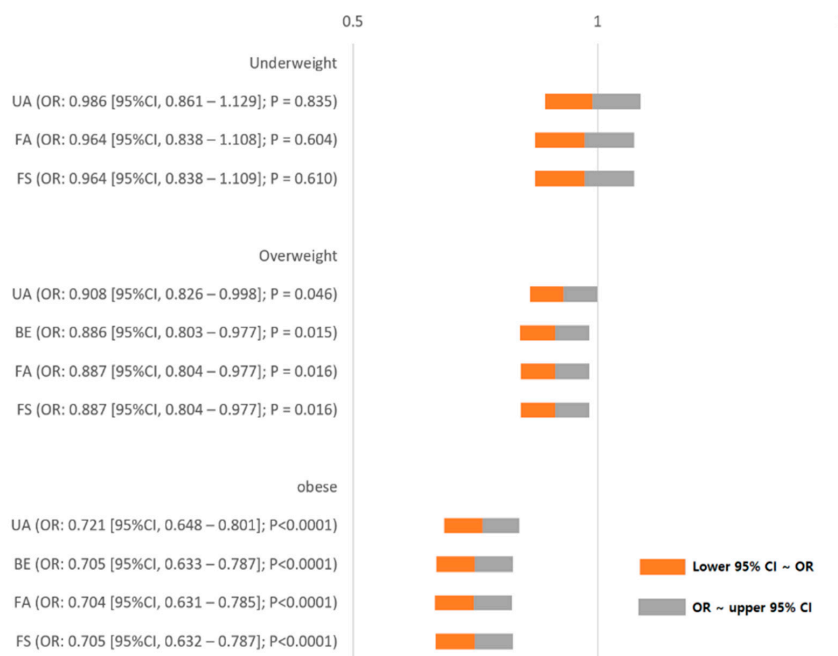 0.5 1
Underweight
UA (OR: 0.986 [95%CI, 0.861 – 1.129]; P = 0.835)
FA (OR: 0.964 [95%CI, 0.838 – 1.108]; P = 0.604)
FS (OR: 0.964 [95%CI, 0.838 – 1.109]; P = 0.610)
Overweight
UA (OR: 0.908 [95%CI, 0.826 – 0.998]; P = 0.046)
BE (OR: 0.886 [95%CI, 0.803 – 0.977]; P = 0.015)
FA (OR: 0.887 [95%CI, 0.804 – 0.977]; P = 0.016)
FS (OR: 0.887 [95%CI, 0.804 – 0.977]; P = 0.016)
obese
UA (OR: 0.721 [95%CI, 0.648 – 0.801]; P<0.0001)
BE (OR: 0.705 [95%CI, 0.633 – 0.787]; P<0.0001)
FA (OR: 0.704 [95%CI, 0.631 – 0.785]; P<0.0001)
FS (OR: 0.705 [95%CI, 0.632 – 0.787]; P<0.0001)
Lower 95% CI ~ OR
OR ~ upper 95% CI